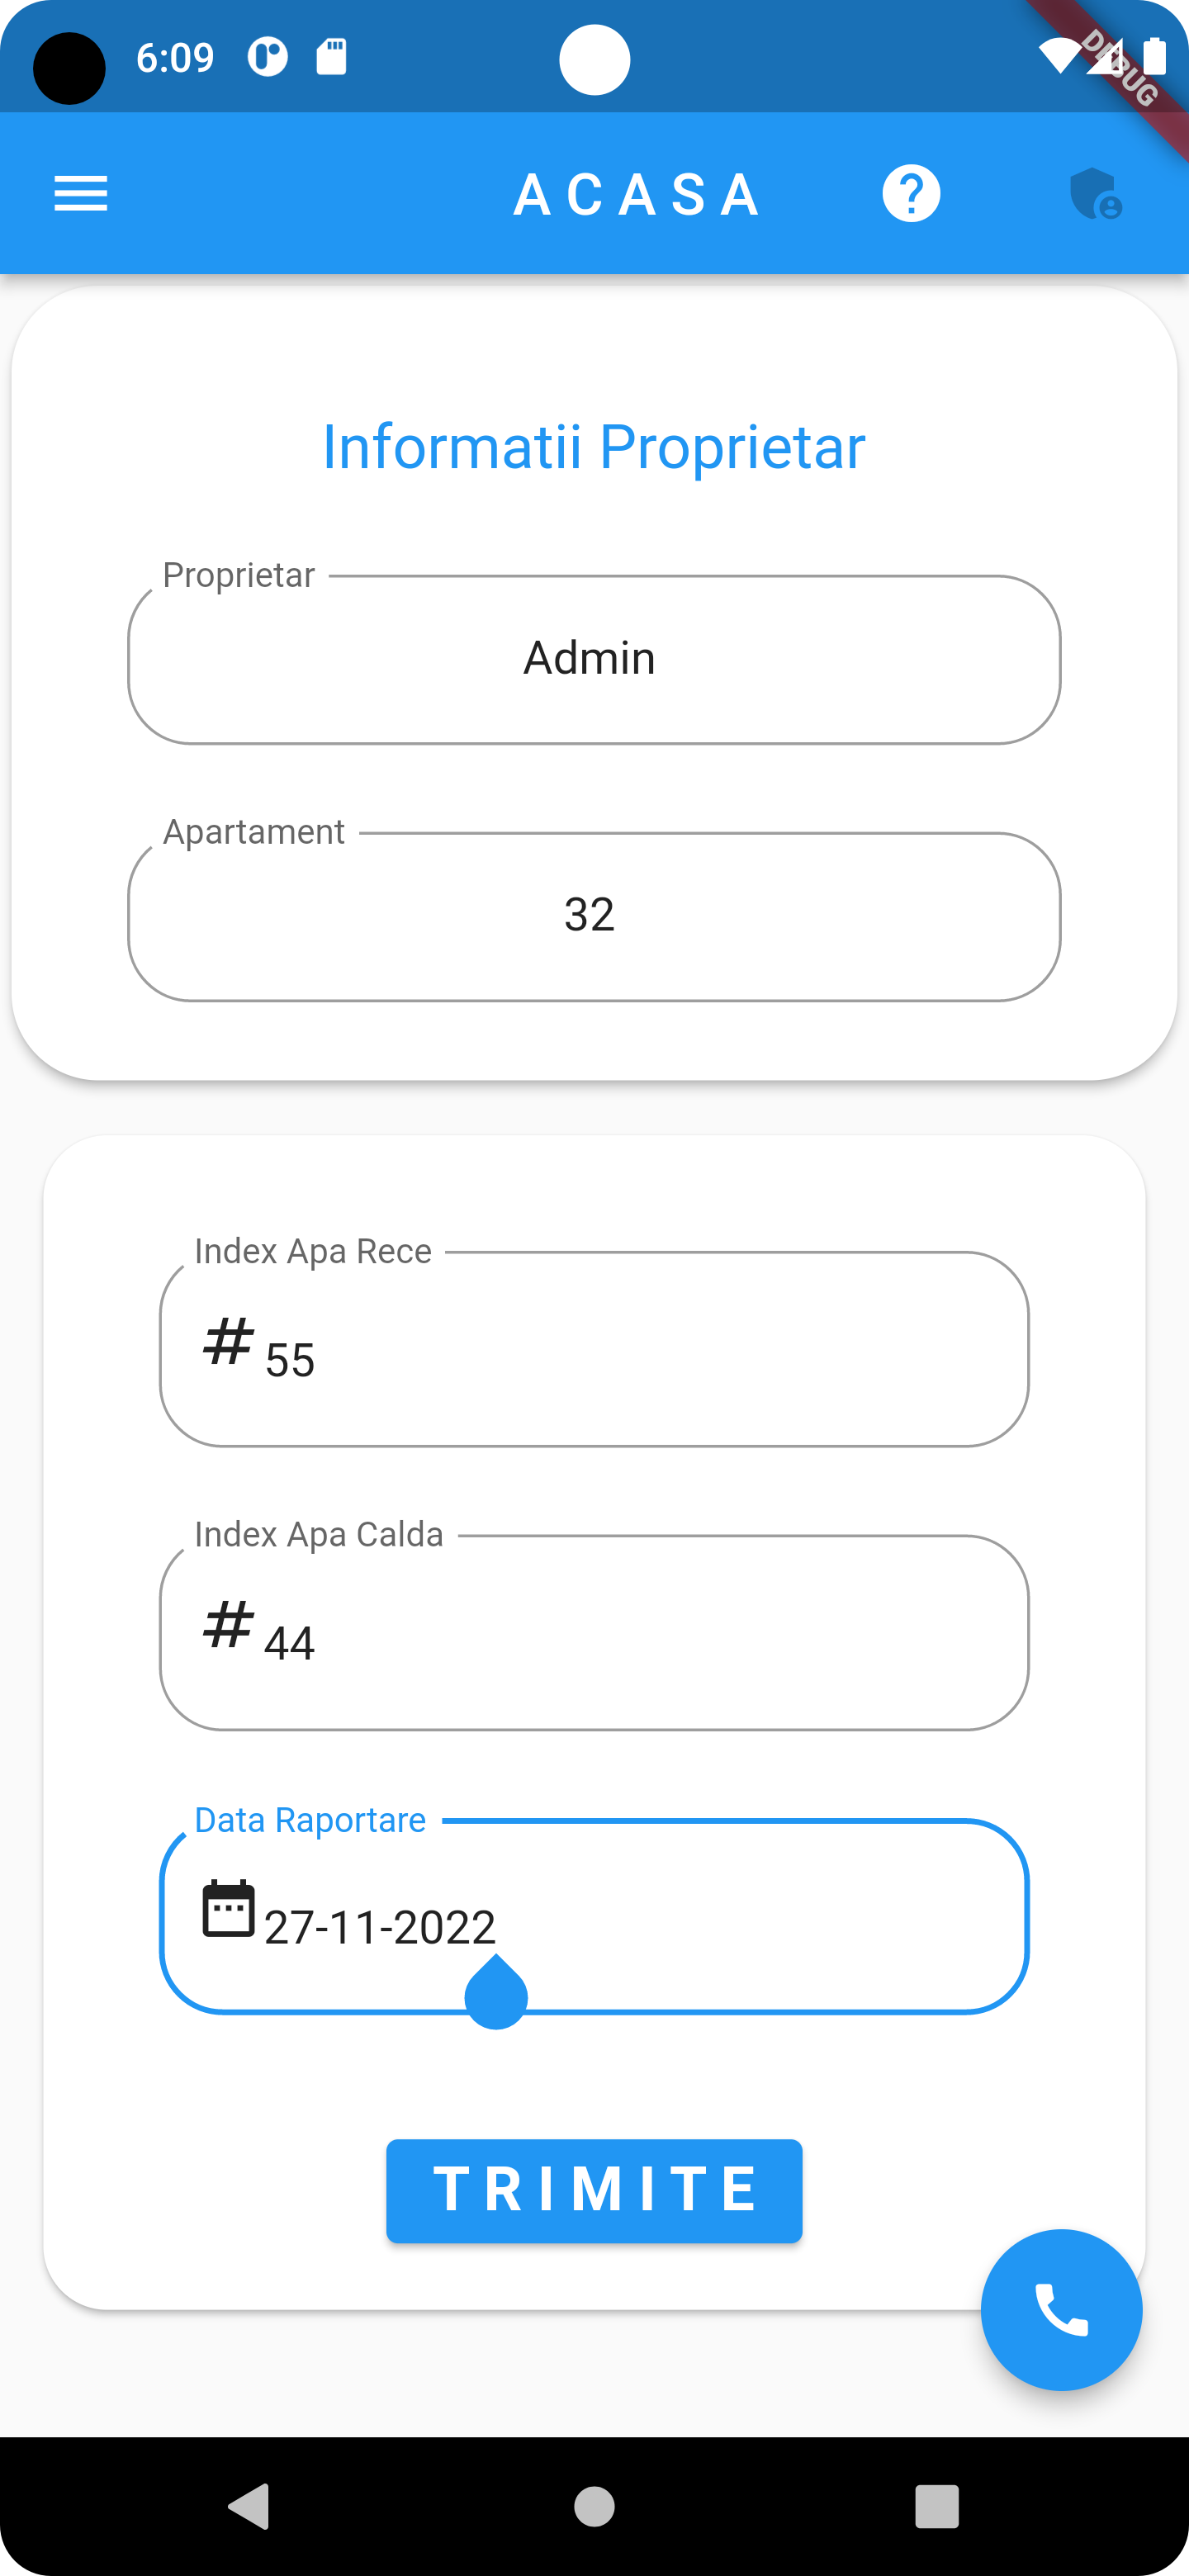 6:09
DEBUG
ACASA
Informatii Proprietar
Proprietar
Admin
Apartament
32
Index Apa Rece
# 55
Index Apa Calda
# 44
Data Raportare
27-11-2022
TRIMITE